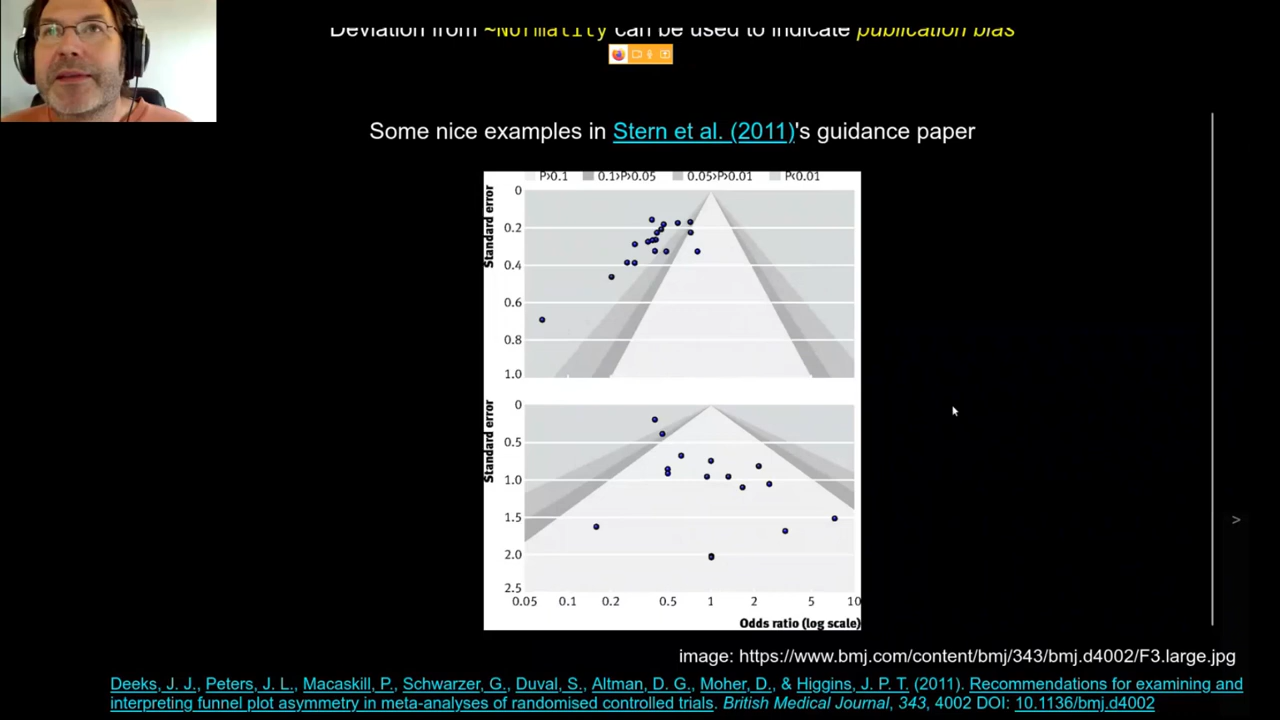 Deviation from ~Normality can be used to indicate publication bias
Some nice examples in Stern et al. (2011)'s guidance paper
P>0.1 0.1>P>0.05 0.05>P>0.01 P<0.01
Standard error
0
0.2
0.4
0.6
0.8
1.0
Standard error
0
0.5
1.0
1.5
2.0
2.5
0.05 0.1 0.2 0.5 1 2 5 10
Odds ratio (log scale)
>
image: https://www.bmj.com/content/bmj/343/bmj.d4002/F3.large.jpg
Deeks, J. J., Peters, J. L., Macaskill, P., Schwarzer, G., Duval, S., Altman, D. G., Moher, D., & Higgins, J. P. T. (2011). Recommendations for examining and
interpreting funnel plot asymmetry in meta-analyses of randomised controlled trials. British Medical Journal, 343, 4002 DOI: 10.1136/bmj.d4002